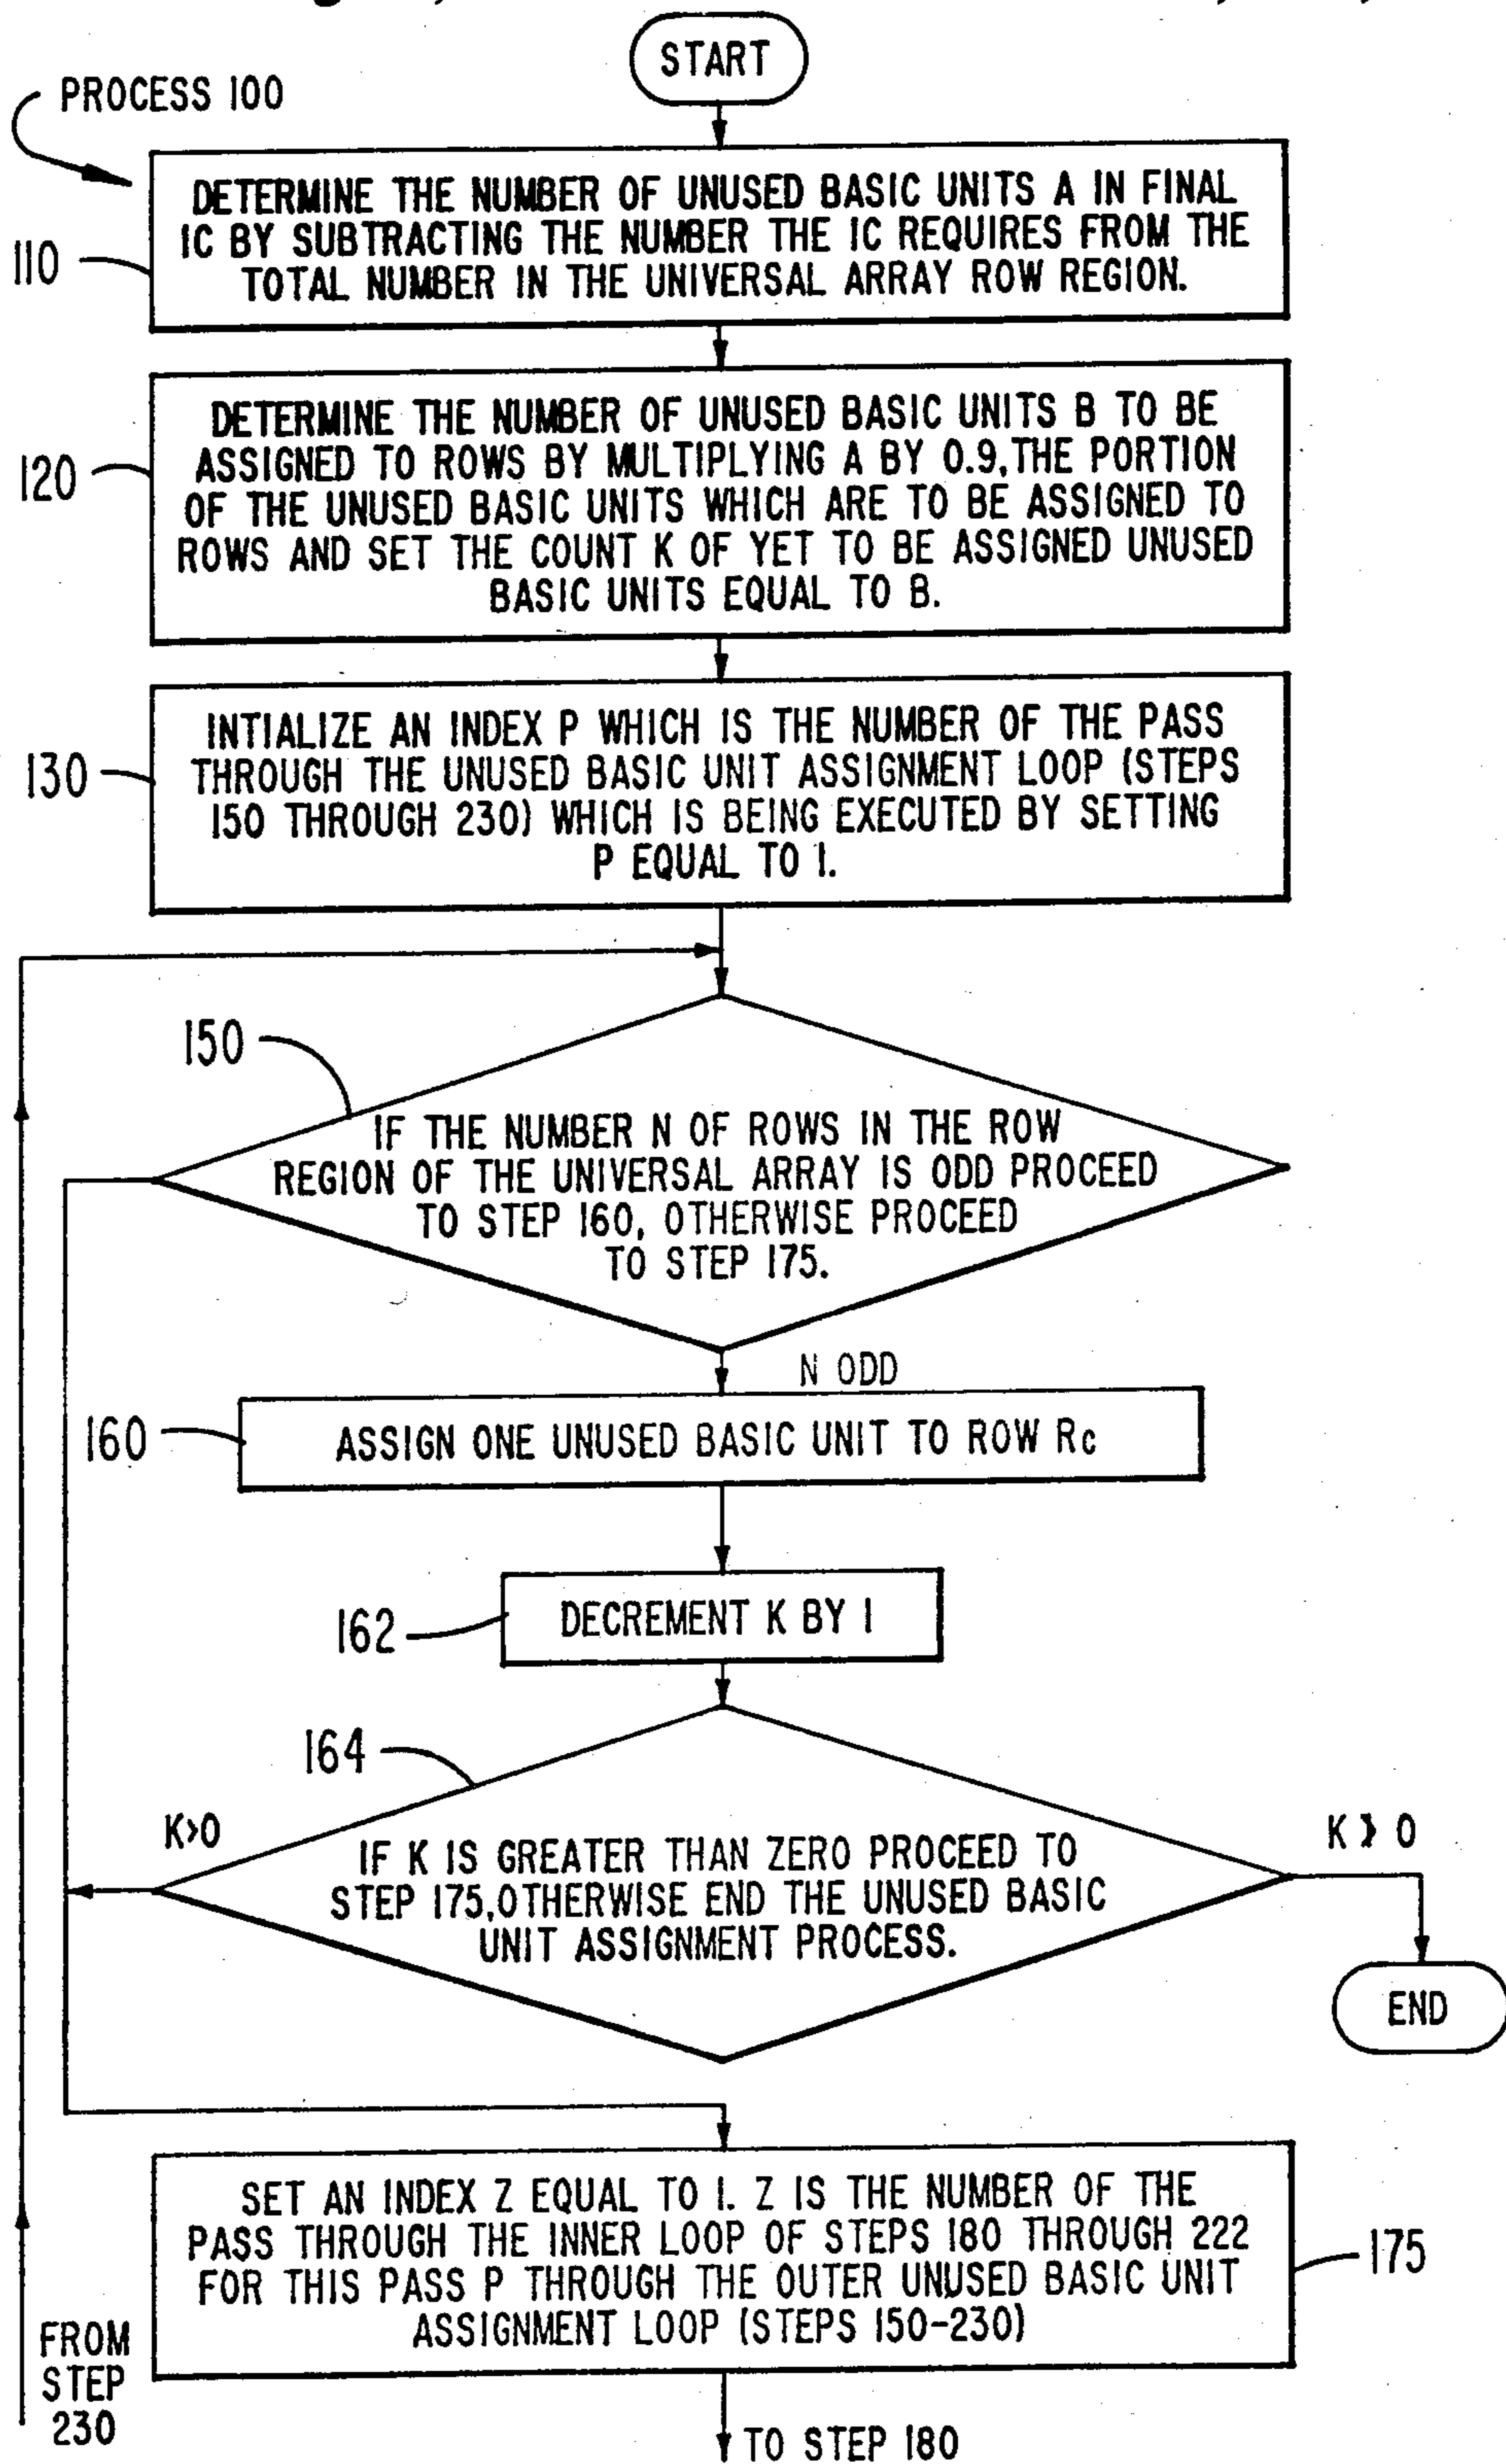 START
PROCESS 100
110
DETERMINE THE NUMBER OF UNUSED BASIC UNITS A IN FINAL
IC BY SUBTRACTING THE NUMBER THE IC REQUIRES FROM THE
TOTAL NUMBER IN THE UNIVERSAL ARRAY ROW REGION.
120
DETERMINE THE NUMBER OF UNUSED BASIC UNITS B TO BE
ASSIGNED TO ROWS BY MULTIPLYING A BY 0.9, THE PORTION
OF THE UNUSED BASIC UNITS WHICH ARE TO BE ASSIGNED TO
ROWS AND SET THE COUNT K OF YET TO BE ASSIGNED UNUSED
BASIC UNITS EQUAL TO B.
130
INTIALIZE AN INDEX P WHICH IS THE NUMBER OF THE PASS
THROUGH THE UNUSED BASIC UNIT ASSIGNMENT LOOP (STEPS
150 THROUGH 230) WHICH IS BEING EXECUTED BY SETTING
P EQUAL TO 1.
150
IF THE NUMBER N OF ROWS IN THE ROW
REGION OF THE UNIVERSAL ARRAY IS ODD PROCEED
TO STEP 160, OTHERWISE PROCEED
TO STEP 175.
N ODD
160
ASSIGN ONE UNUSED BASIC UNIT TO ROW Rc
162
DECREMENT K BY 1
164
K>0
IF K IS GREATER THAN ZERO PROCEED TO
STEP 175, OTHERWISE END THE UNUSED BASIC
UNIT ASSIGNMENT PROCESS.
K ≯ 0
END
SET AN INDEX Z EQUAL TO 1. Z IS THE NUMBER OF THE
PASS THROUGH THE INNER LOOP OF STEPS 180 THROUGH 222
FOR THIS PASS P THROUGH THE OUTER UNUSED BASIC UNIT
ASSIGNMENT LOOP (STEPS 150-230)
175
FROM
STEP
230
TO STEP 180